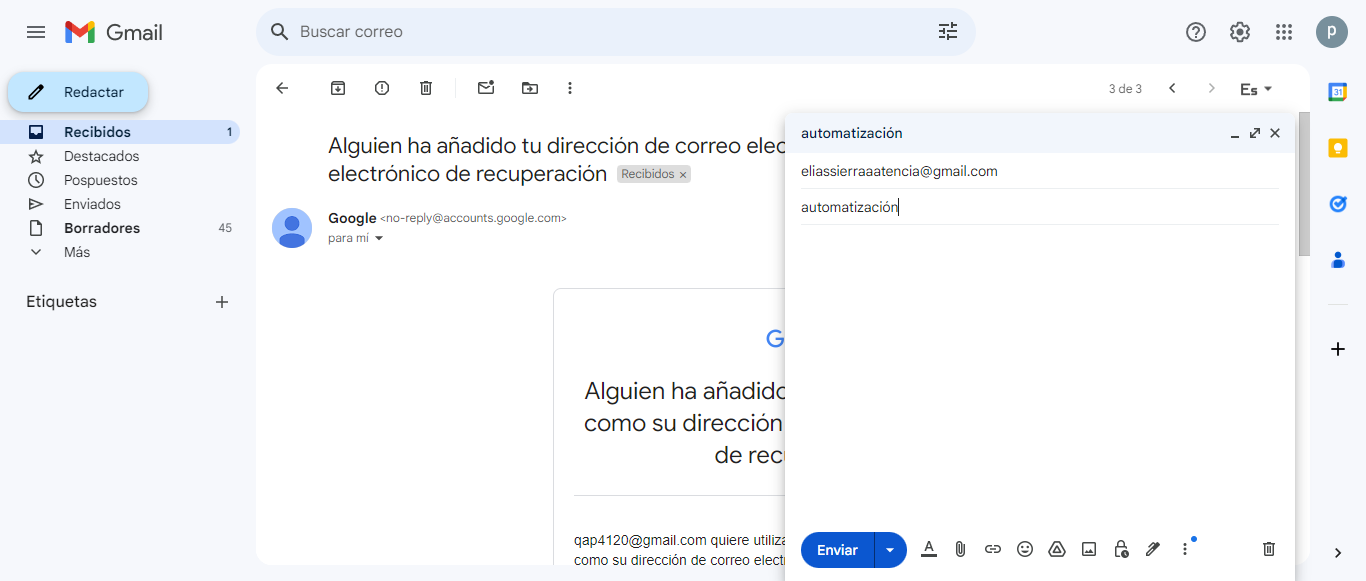 Gmail
Buscar correo
P
Redactar
3 de 3
Es
Recibidos 1
Destacados
Pospuestos
Enviados
Borradores 45
Más
Etiquetas
Alguien ha añadido tu dirección de correo elec
electrónico de recuperación Recibidos ×
Google <no-reply@accounts.google.com>
para mí
G
Alguien ha añadido
como su dirección
de recu
qap4120@gmail.com quiere utiliza
como su dirección de correo elect
automatización
eliassierraaatencia@gmail.com
automatización
Enviar
31